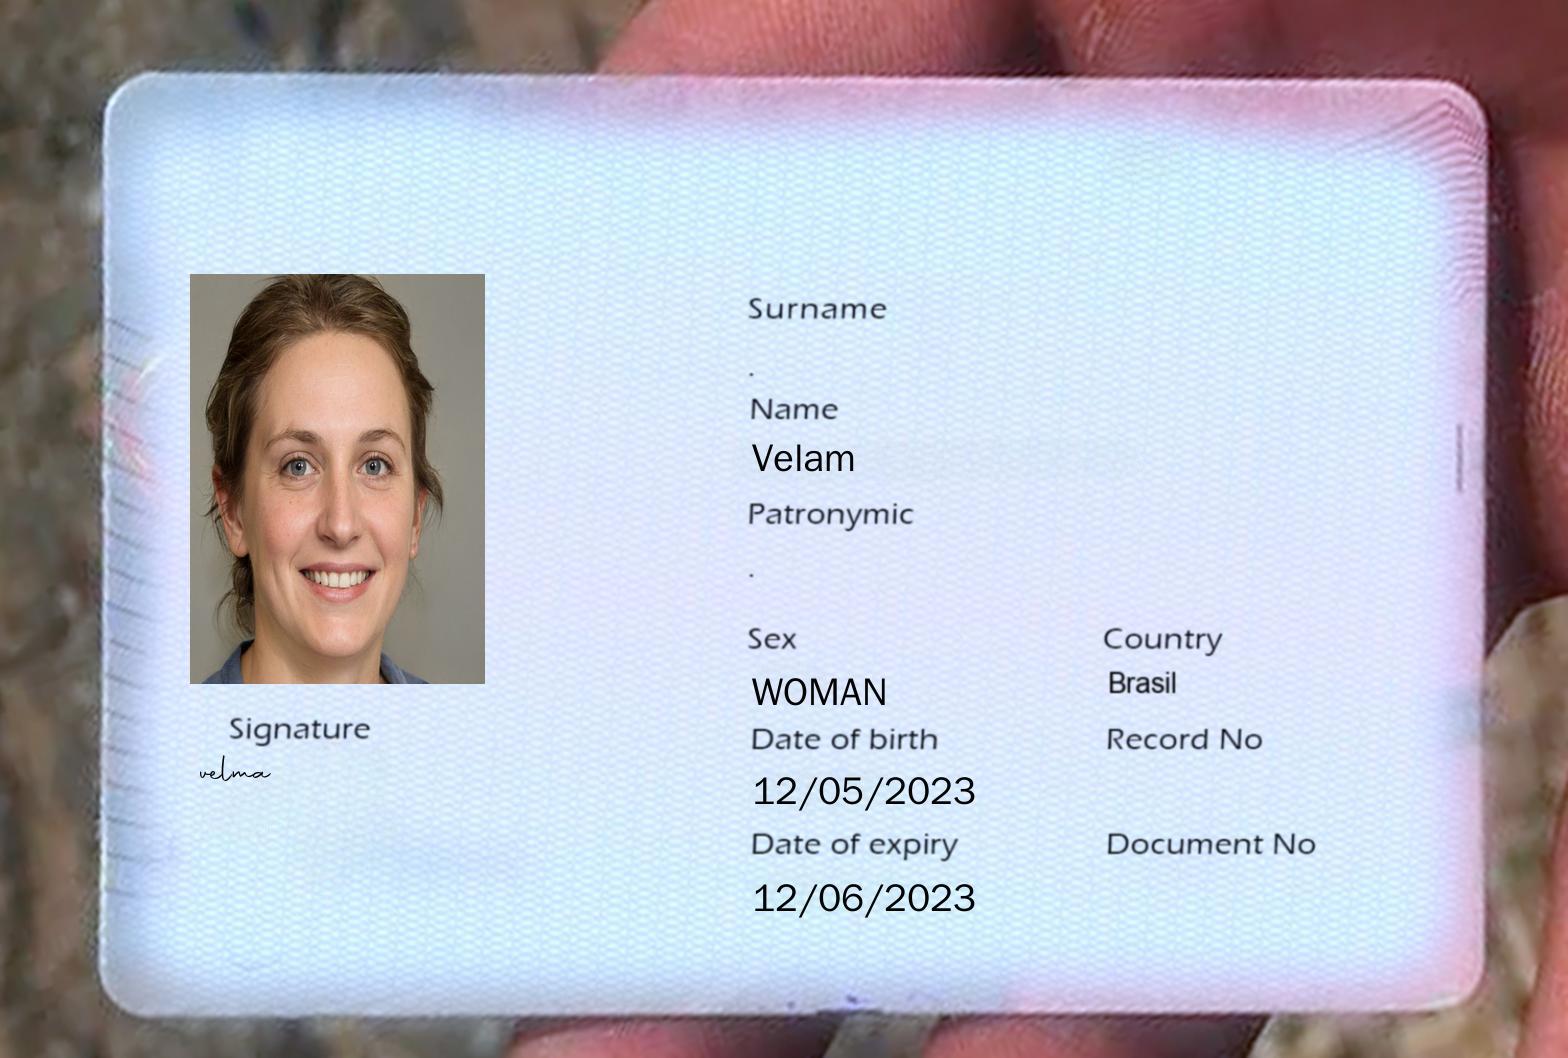 Surname
.
Name
Velam
Patronymic
.
Sex
Country
WOMAN
Brasil
Signature
Date of birth
Record No
velma
12/05/2023
Date of expiry
Document No
12/06/2023